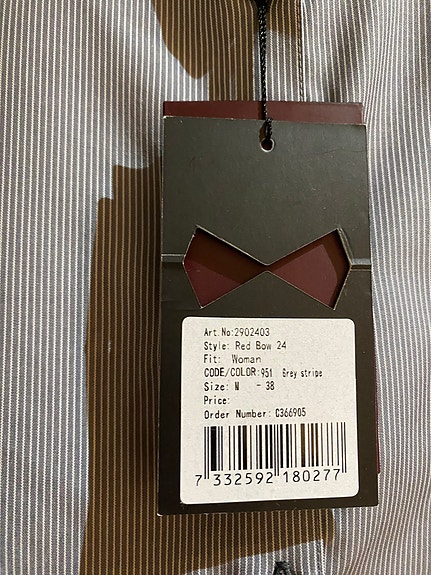 Art.No:2902403
Style: Red Bow 24
Fit: Woman
CODE/COLOR:951 Grey stripe
Size: M - 38
Price:
Order Number: C366905
7 332592 180277